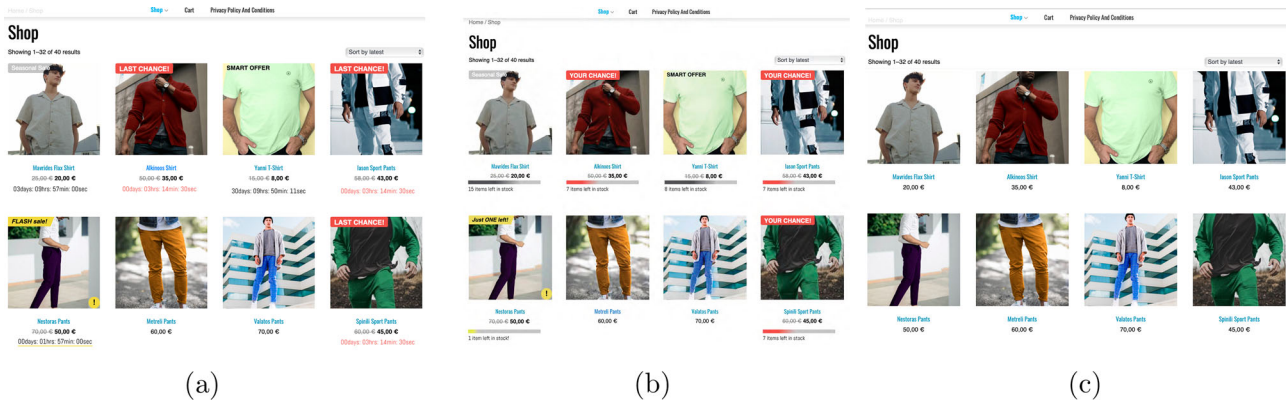 Home / Shop
Shop
Cart
Privacy Policy And Conditions
Shop
Showing 1–32 of 40 results
Sort by latest
Seasonal Sale
LAST CHANCE!
SMART OFFER
LAST CHANCE!
Mavrides Flax Shirt
Alkinoos Shirt
Yanni T-Shirt
Iason Sport Pants
25,00 € 20,00 €
50,00 € 35,00 €
15,00 € 8,00 €
58,00 € 43,00 €
03days: 09hrs: 57min: 00sec
00days: 03hrs: 14min: 30sec
30days: 09hrs: 50min: 11sec
00days: 03hrs: 14min: 30sec
FLASH sale!
LAST CHANCE!
!
Nestoras Pants
Metreli Pants
Valatos Pants
Spinili Sport Pants
70,00 € 50,00 €
60,00 €
70,00 €
60,00 € 45,00 €
00days: 01hrs: 57min: 00sec
00days: 03hrs: 14min: 30sec
(a)
Shop
Cart
Privacy Policy And Conditions
Home / Shop
Shop
Showing 1–32 of 40 results
Sort by latest
Seasonal Sale
YOUR CHANCE!
SMART OFFER
YOUR CHANCE!
Mavrides Flax Shirt
Alkinoos Shirt
Yanni T-Shirt
Iason Sport Pants
25,00 € 20,00 €
50,00 € 35,00 €
15,00 € 8,00 €
58,00 € 43,00 €
15 items left in stock
7 items left in stock
8 items left in stock
7 items left in stock
Just ONE left!
YOUR CHANCE!
!
Nestoras Pants
Metreli Pants
Valatos Pants
Spinili Sport Pants
70,00 € 50,00 €
60,00 €
70,00 €
60,00 € 45,00 €
1 item left in stock!
7 items left in stock
(b)
Home / Shop
Shop
Cart
Privacy Policy And Conditions
Shop
Showing 1–32 of 40 results
Sort by latest
Mavrides Flax Shirt
Alkinoos Shirt
Yanni T-Shirt
Iason Sport Pants
20,00 €
35,00 €
8,00 €
43,00 €
Nestoras Pants
Metreli Pants
Valatos Pants
Spinili Sport Pants
50,00 €
60,00 €
70,00 €
45,00 €
(c)